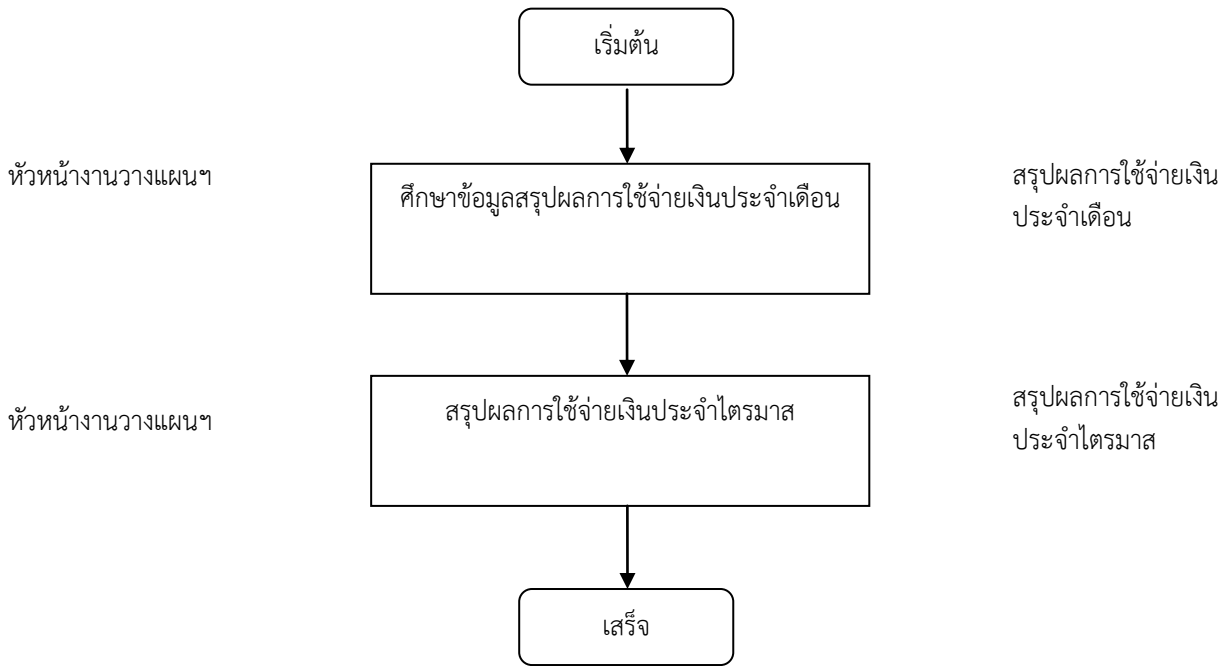 เริ่มต้น
หัวหน้างานวางแผนฯ
ศึกษาข้อมูลสรุปผลการใช้จ่ายเงินประจำเดือน
สรุปผลการใช้จ่ายเงิน
ประจำเดือน
หัวหน้างานวางแผนฯ
สรุปผลการใช้จ่ายเงินประจำไตรมาส
สรุปผลการใช้จ่ายเงิน
ประจำไตรมาส
เสร็จ